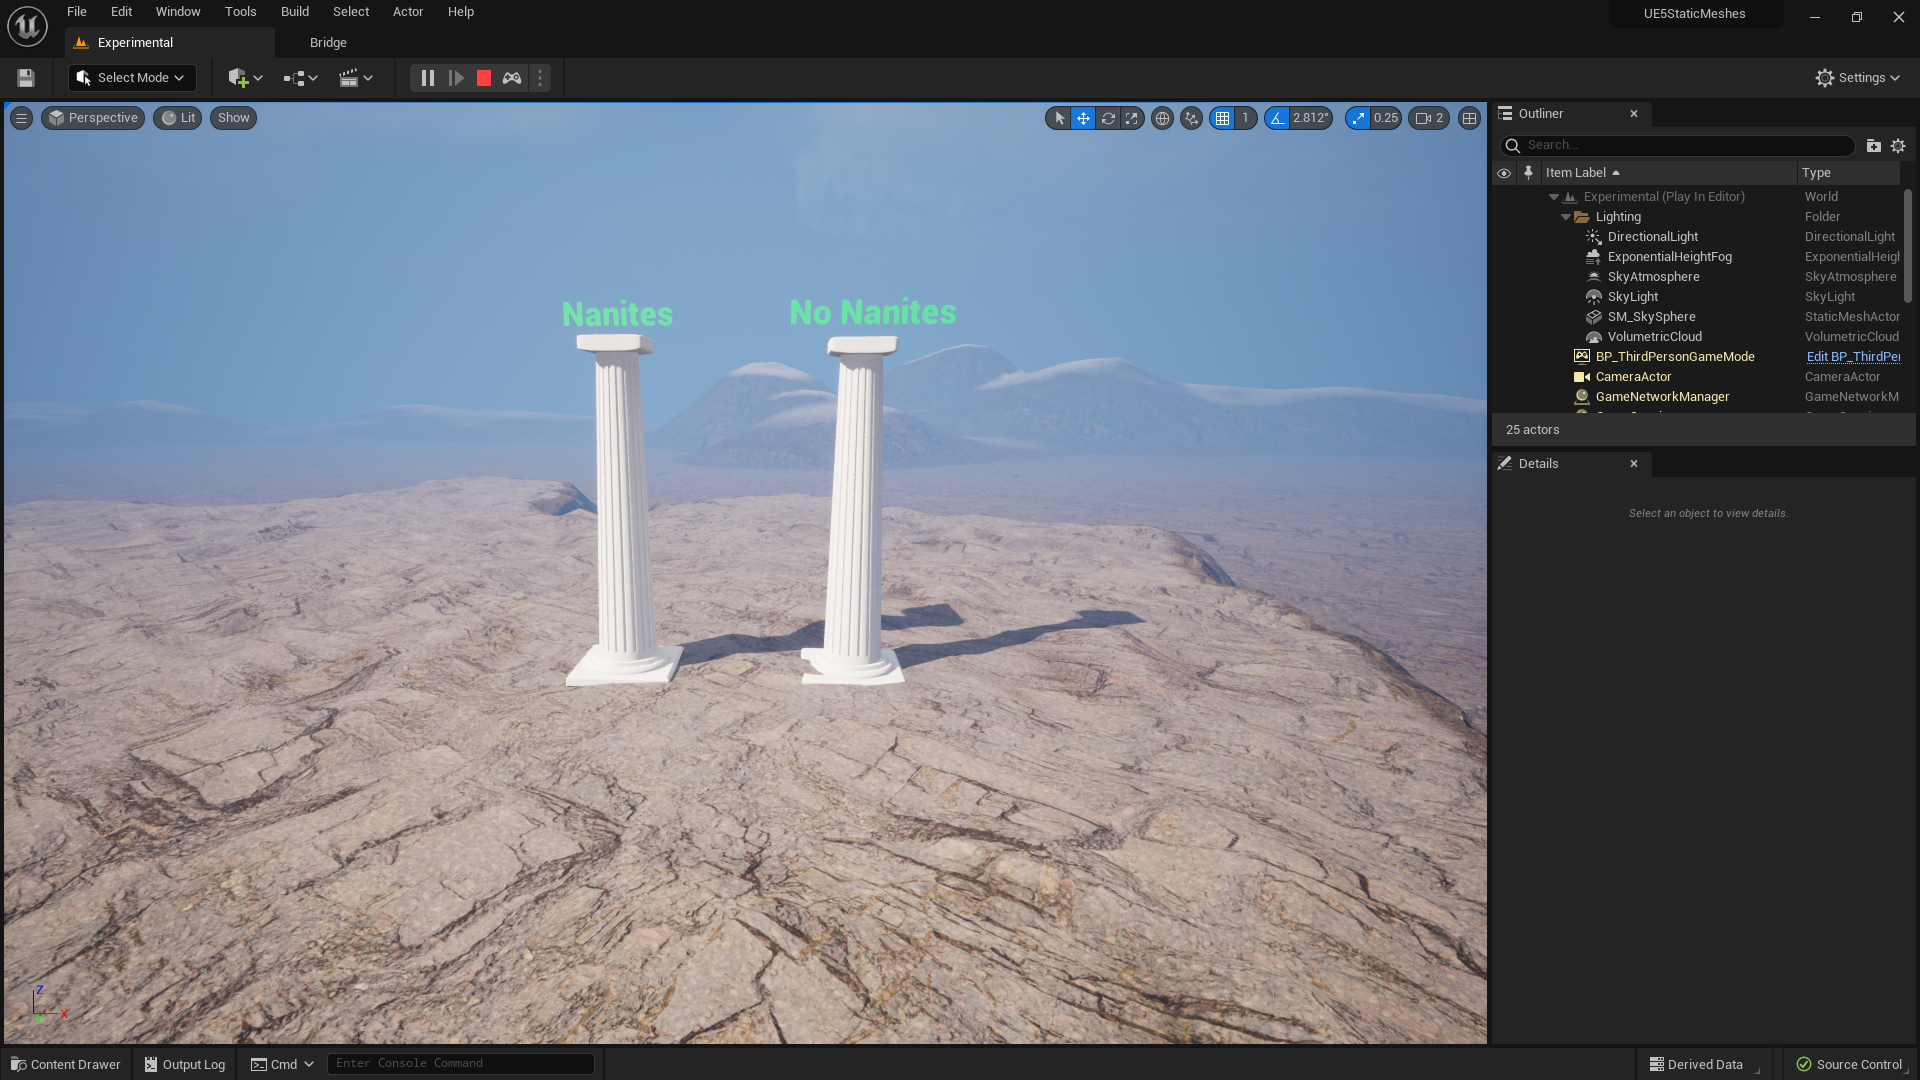 File Edit Window Tools Build Select Actor Help
UE5StaticMeshes
Experimental
Bridge
Select Mode
Settings
Perspective Lit Show
1 2.812° 0.25 2
Outliner
Search...
Item Label Type
Experimental (Play In Editor) World
Lighting Folder
DirectionalLight DirectionalLight
ExponentialHeightFog ExponentialHeigh
SkyAtmosphere SkyAtmosphere
SkyLight SkyLight
SM_SkySphere StaticMeshActor
VolumetricCloud VolumetricCloud
BP_ThirdPersonGameMode Edit BP_ThirdPer
CameraActor CameraActor
GameNetworkManager GameNetworkM
25 actors
Details
Select an object to view details.
Nanites
No Nanites
Z
Y X
Content Drawer Output Log Cmd Enter Console Command
Derived Data Source Control